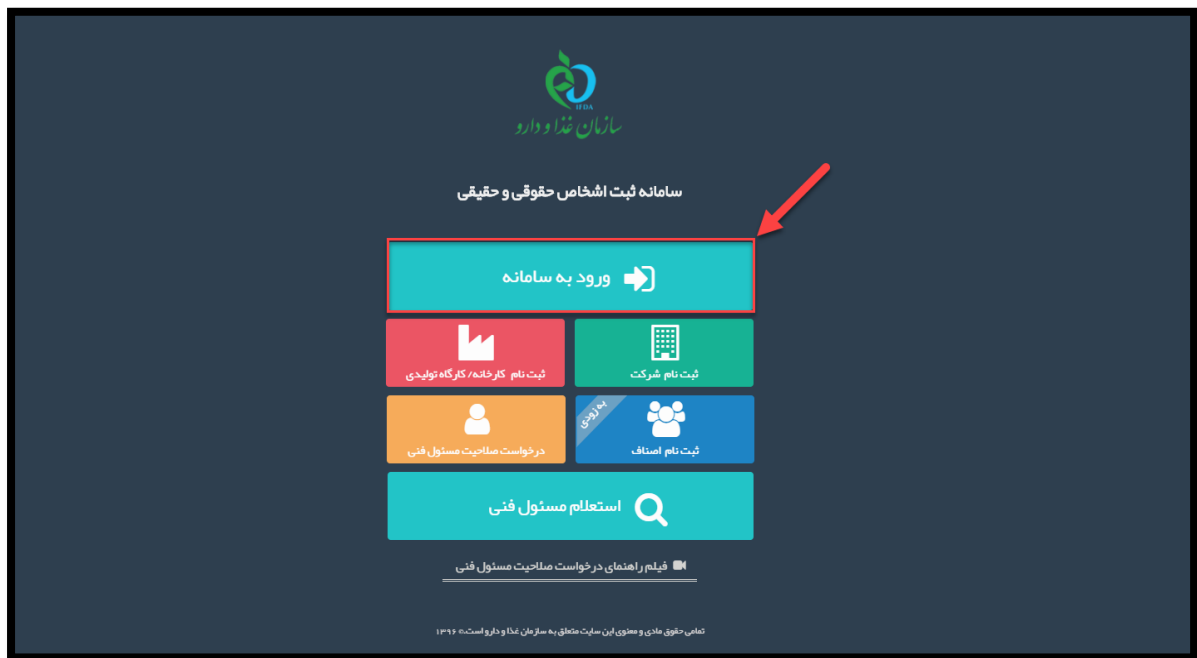 IFDA
سازمان غذا و دارو
سامانه ثبت اشخاص حقوقی و حقیقی
ورود به سامانه
ثبت نام شرکت
ثبت نام کارخانه/ کارگاه تولیدی
به زودی
ثبت نام اصناف
درخواست صلاحیت مسئول فنی
استعلام مسئول فنی
فیلم راهنمای درخواست صلاحیت مسئول فنی
تمامی حقوق مادی و معنوی این سایت متعلق به سازمان غذا و دارو است© ۱۳۹۶